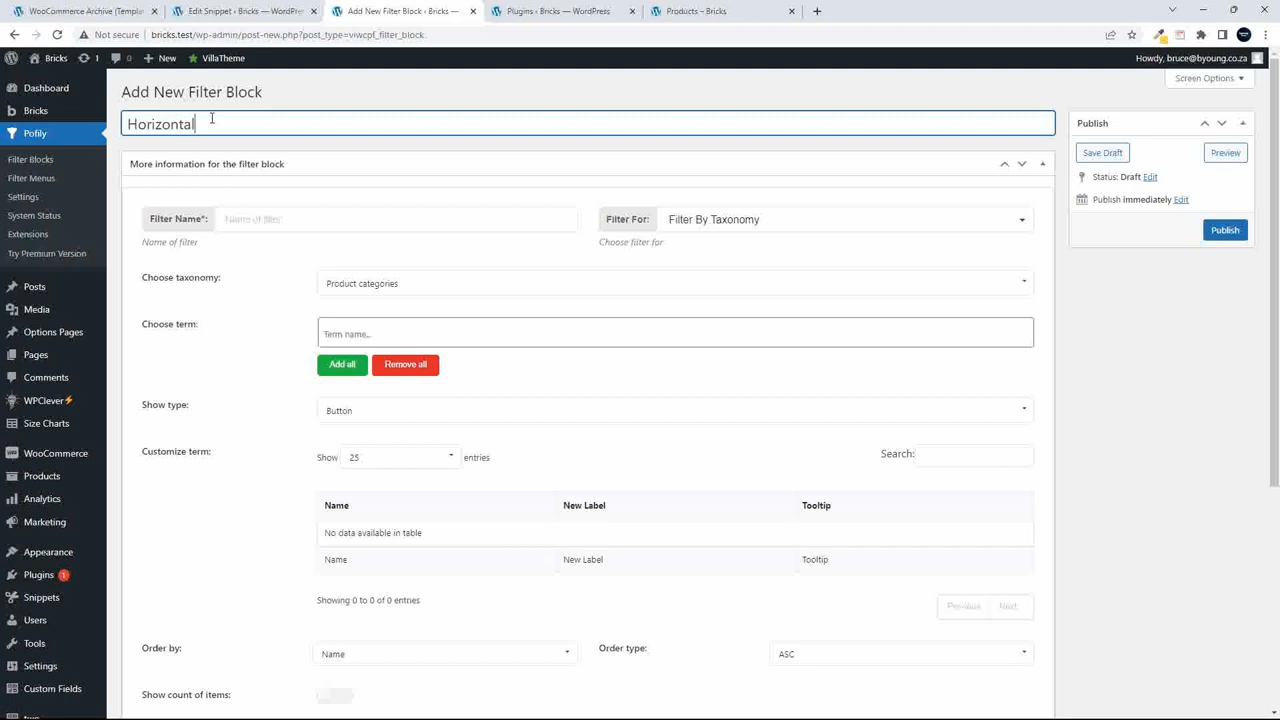 WooCommerce Archive (Templat
Edit Snippet ‹ Bricks — WordPre
Add New Filter Block ‹ Bricks —
Plugins ‹ Bricks — WordPress
Products – Bricks
Not secure
bricks.test/wp-admin/post-new.php?post_type=viwcpf_filter_block
Bricks
1
0
New
VillaTheme
Howdy, bruce@byoung.co.za
Screen Options
Dashboard
Bricks
Pofily
Filter Blocks
Filter Menus
Settings
System Status
Extensions
Try Premium Version
Posts
Media
Options Pages
Pages
Comments
WPClever⚡
Size Charts
WooCommerce
Products
Analytics
Marketing
Appearance
Plugins 1
Snippets
Users
Tools
Settings
Custom Fields
Add New Filter Block
Horizontal
More information for the filter block
Filter Name*:
Name of filter
Filter For:
Filter By Taxonomy
Name of filter
Choose filter for
Choose taxonomy:
Product categories
Choose term:
Term name...
Add all
Remove all
Show type:
Button
Customize term:
Show 25 entries
Search:
Name New Label Tooltip
No data available in table
Name New Label Tooltip
Showing 0 to 0 of 0 entries
Previous Next
Order by:
Name
Order type:
ASC
Show count of items:
Publish
Save Draft
Preview
Status: Draft Edit
Publish immediately Edit
Publish